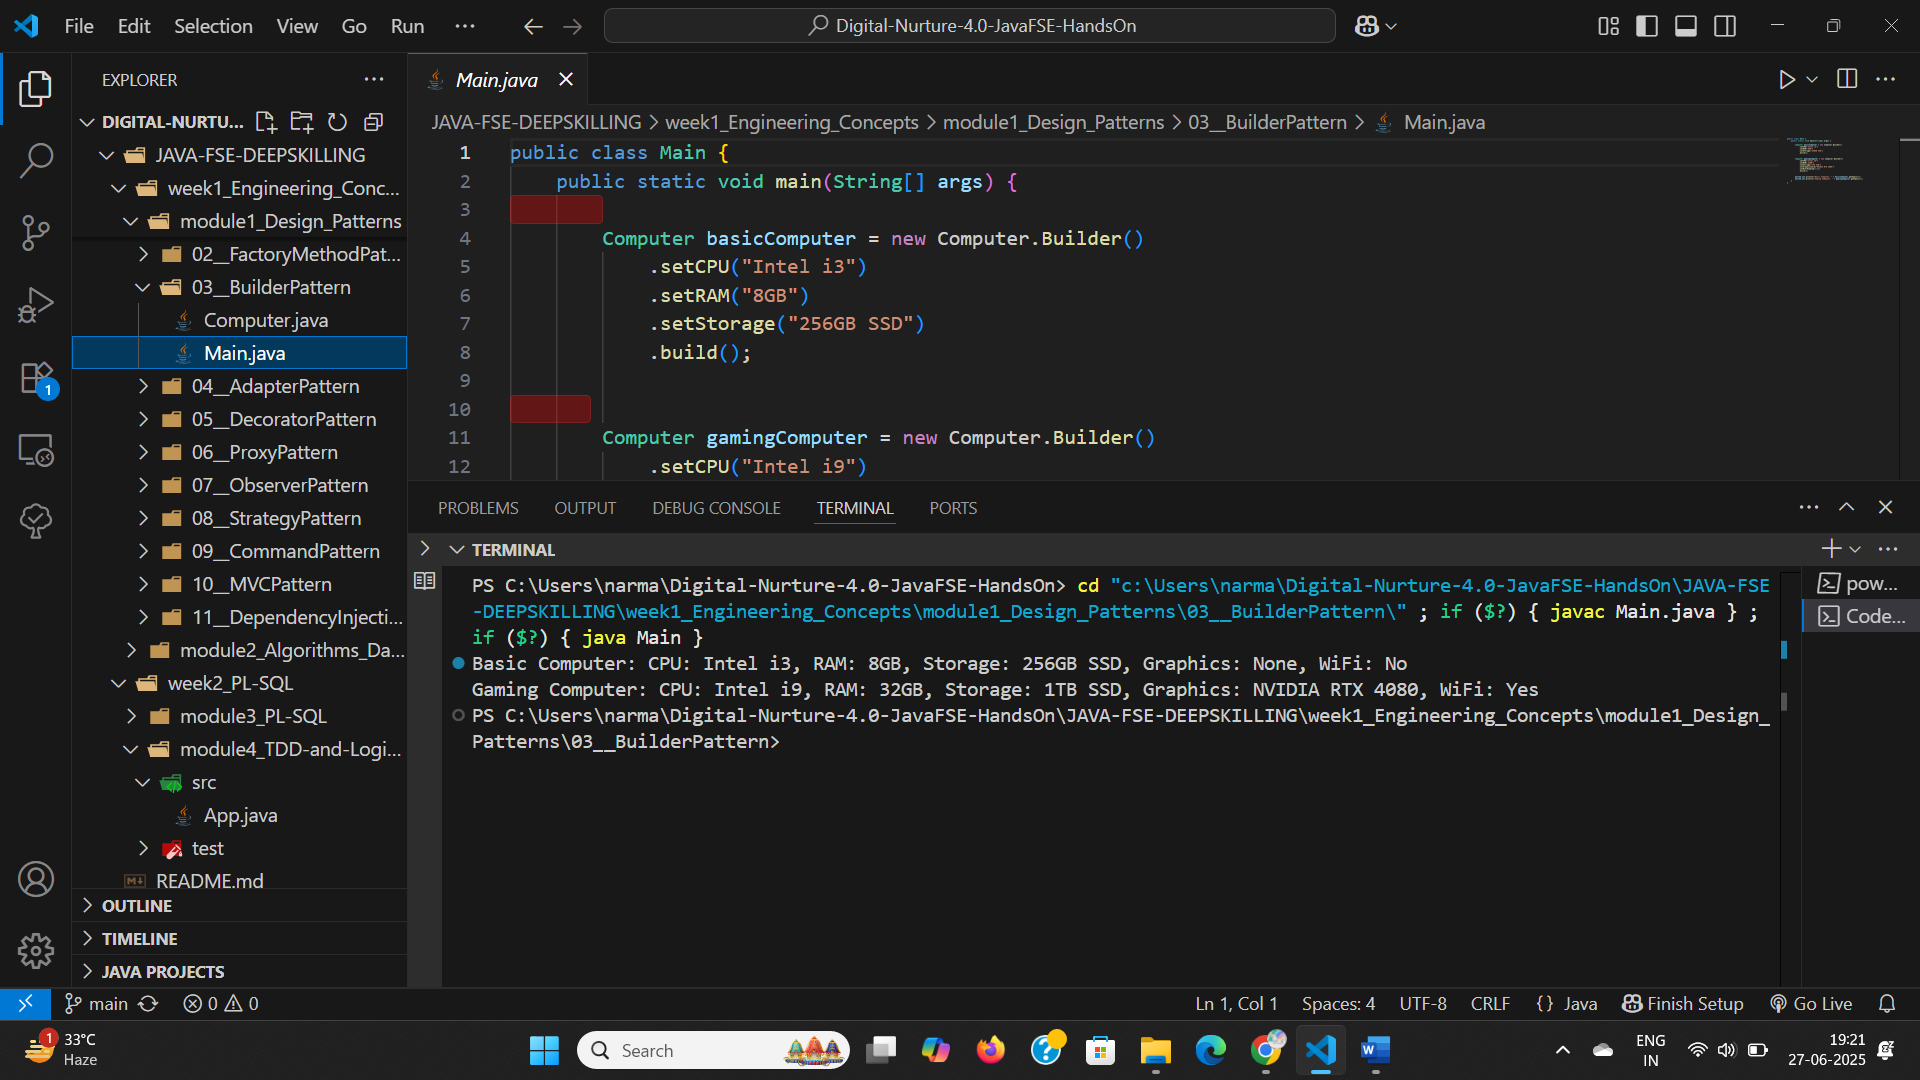 File Edit Selection View Go Run ···
Digital-Nurture-4.0-JavaFSE-HandsOn
EXPLORER
DIGITAL-NURTU...
JAVA-FSE-DEEPSKILLING
week1_Engineering_Conc...
module1_Design_Patterns
02__FactoryMethodPat...
03__BuilderPattern
Computer.java
Main.java
04__AdapterPattern
05__DecoratorPattern
06__ProxyPattern
07__ObserverPattern
08__StrategyPattern
09__CommandPattern
10__MVCPattern
11__DependencyInjecti...
module2_Algorithms_Da...
week2_PL-SQL
module3_PL-SQL
module4_TDD-and-Logi...
src
App.java
test
README.md
OUTLINE
TIMELINE
JAVA PROJECTS
1
Main.java
JAVA-FSE-DEEPSKILLING > week1_Engineering_Concepts > module1_Design_Patterns > 03__BuilderPattern > Main.java
1 public class Main {
2 public static void main(String[] args) {
3
4 Computer basicComputer = new Computer.Builder()
5 .setCPU("Intel i3")
6 .setRAM("8GB")
7 .setStorage("256GB SSD")
8 .build();
9
10
11 Computer gamingComputer = new Computer.Builder()
12 .setCPU("Intel i9")
PROBLEMS OUTPUT DEBUG CONSOLE TERMINAL PORTS
TERMINAL
PS C:\Users\narma\Digital-Nurture-4.0-JavaFSE-HandsOn> cd "c:\Users\narma\Digital-Nurture-4.0-JavaFSE-HandsOn\JAVA-FSE
-DEEPSKILLING\week1_Engineering_Concepts\module1_Design_Patterns\03__BuilderPattern\" ; if ($?) { javac Main.java } ;
if ($?) { java Main }
Basic Computer: CPU: Intel i3, RAM: 8GB, Storage: 256GB SSD, Graphics: None, WiFi: No
Gaming Computer: CPU: Intel i9, RAM: 32GB, Storage: 1TB SSD, Graphics: NVIDIA RTX 4080, WiFi: Yes
PS C:\Users\narma\Digital-Nurture-4.0-JavaFSE-HandsOn\JAVA-FSE-DEEPSKILLING\week1_Engineering_Concepts\module1_Design_
Patterns\03__BuilderPattern>
pow...
Code...
main 0 0 Ln 1, Col 1 Spaces: 4 UTF-8 CRLF {} Java Finish Setup Go Live
1 33°C
Haze
Search
ENG
IN
19:21
27-06-2025